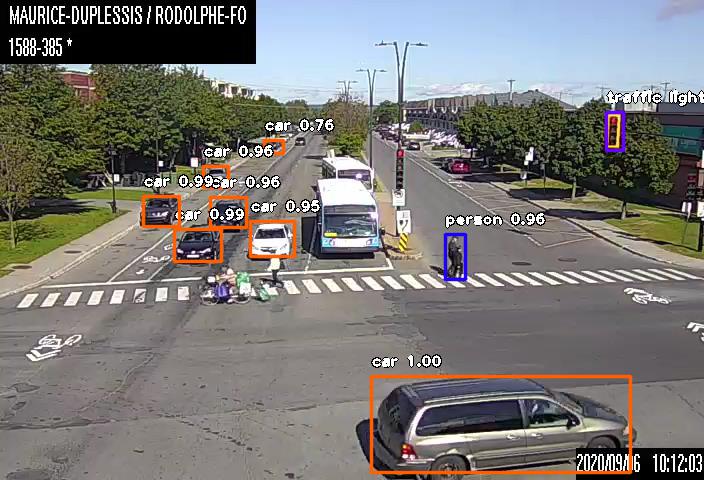 MAURICE-DUPLESSIS / RODOLPHE-FO
1588-385 *
traffic light
car 0.76
car 0.96
car 0.99
car 0.96
car 0.99
car 0.95
person 0.96
car 1.00
2020/09/06 10:12:03